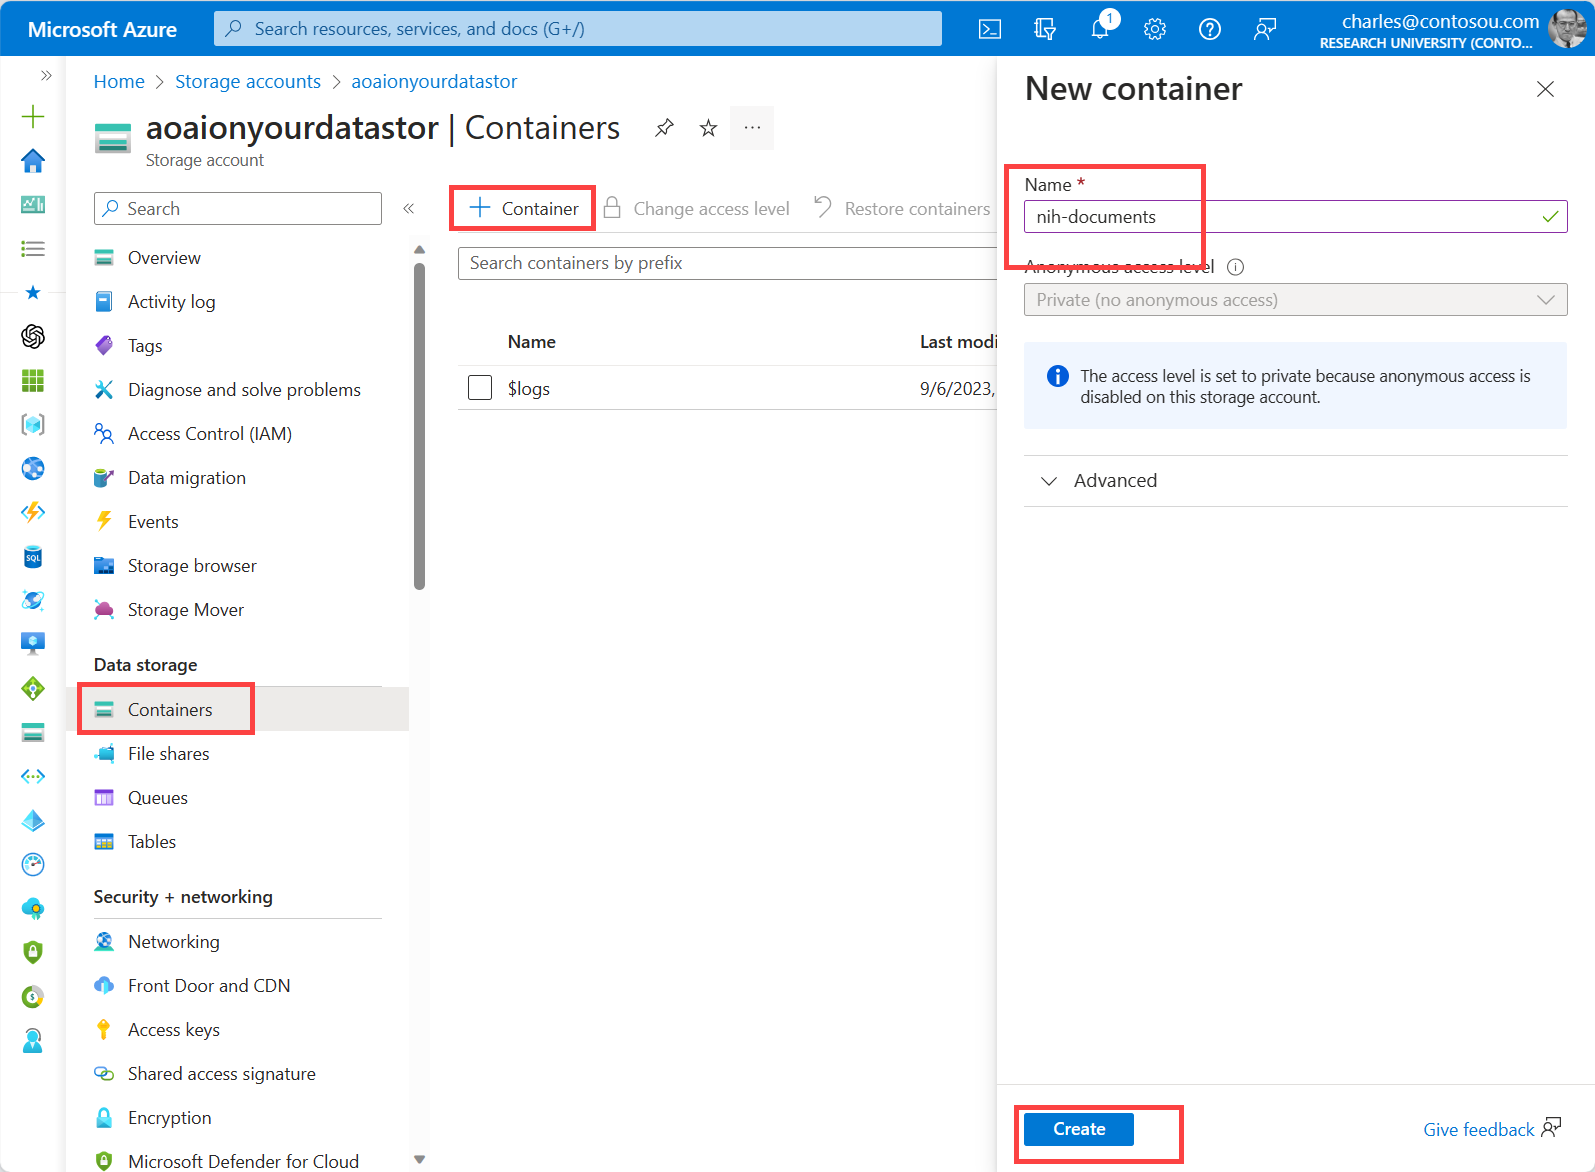 Microsoft Azure
Search resources, services, and docs (G+/)
1
charles@contosou.com
RESEARCH UNIVERSITY (CONTO...
Home > Storage accounts > aoaionyourdatastor
aoaionyourdatastor | Containers
Storage account
Search
Overview
Activity log
Tags
Diagnose and solve problems
Access Control (IAM)
Data migration
Events
Storage browser
Storage Mover
Data storage
Containers
File shares
Queues
Tables
Security + networking
Networking
Front Door and CDN
Access keys
Shared access signature
Encryption
Microsoft Defender for Cloud
SQL
Container
Change access level
Restore containers
Search containers by prefix
Name
Last modi
$logs
9/6/2023,
New container
Name *
nih-documents
Anonymous access level
Private (no anonymous access)
The access level is set to private because anonymous access is
disabled on this storage account.
Advanced
Create
Give feedback